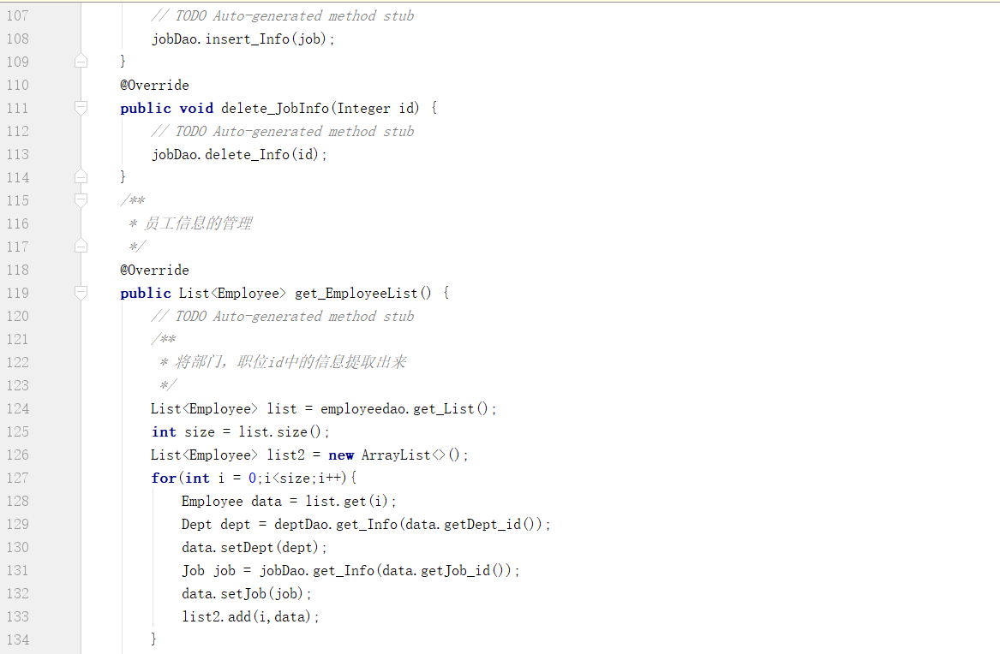 107 // TODO Auto-generated method stub
108 jobDao.insert_Info(job);
109 }
110 @Override
111 public void delete_JobInfo(Integer id) {
112 // TODO Auto-generated method stub
113 jobDao.delete_Info(id);
114 }
115 /**
116 * 员工信息的管理
117 */
118 @Override
119 public List<Employee> get_EmployeeList() {
120 // TODO Auto-generated method stub
121 /**
122 * 将部门，职位id中的信息提取出来
123 */
124 List<Employee> list = employeedao.get_List();
125 int size = list.size();
126 List<Employee> list2 = new ArrayList<>();
127 for(int i = 0;i<size;i++){
128 Employee data = list.get(i);
129 Dept dept = deptDao.get_Info(data.getDept_id());
130 data.setDept(dept);
131 Job job = jobDao.get_Info(data.getJob_id());
132 data.setJob(job);
133 list2.add(i,data);
134 }